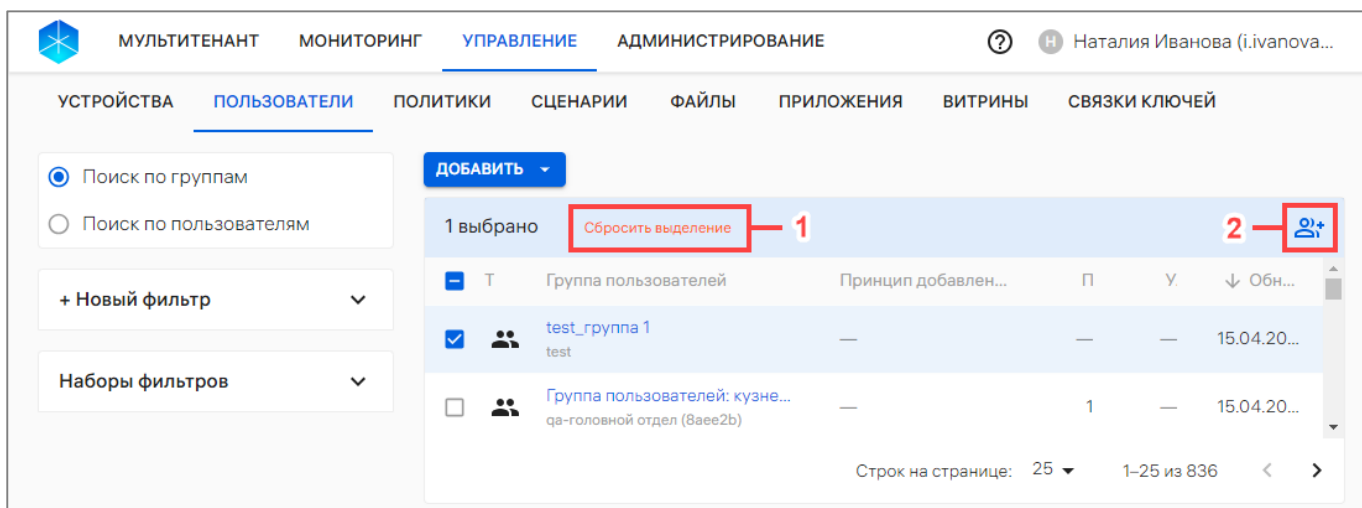 МУЛЬТИТЕНАНТ МОНИТОРИНГ УПРАВЛЕНИЕ АДМИНИСТРИРОВАНИЕ ? Н Наталия Иванова (i.ivanova...
УСТРОЙСТВА ПОЛЬЗОВАТЕЛИ ПОЛИТИКИ СЦЕНАРИИ ФАЙЛЫ ПРИЛОЖЕНИЯ ВИТРИНЫ СВЯЗКИ КЛЮЧЕЙ
Поиск по группам
Поиск по пользователям
+ Новый фильтр
Наборы фильтров
ДОБАВИТЬ
1 выбрано Сбросить выделение 1 2
Т Группа пользователей Принцип добавлен... П У. ↓ Обн...
test_группа 1 — — — 15.04.20...
test
Группа пользователей: кузне... — 1 — 15.04.20...
qa-головной отдел (8aee2b)
Строк на странице: 25 1–25 из 836 < >